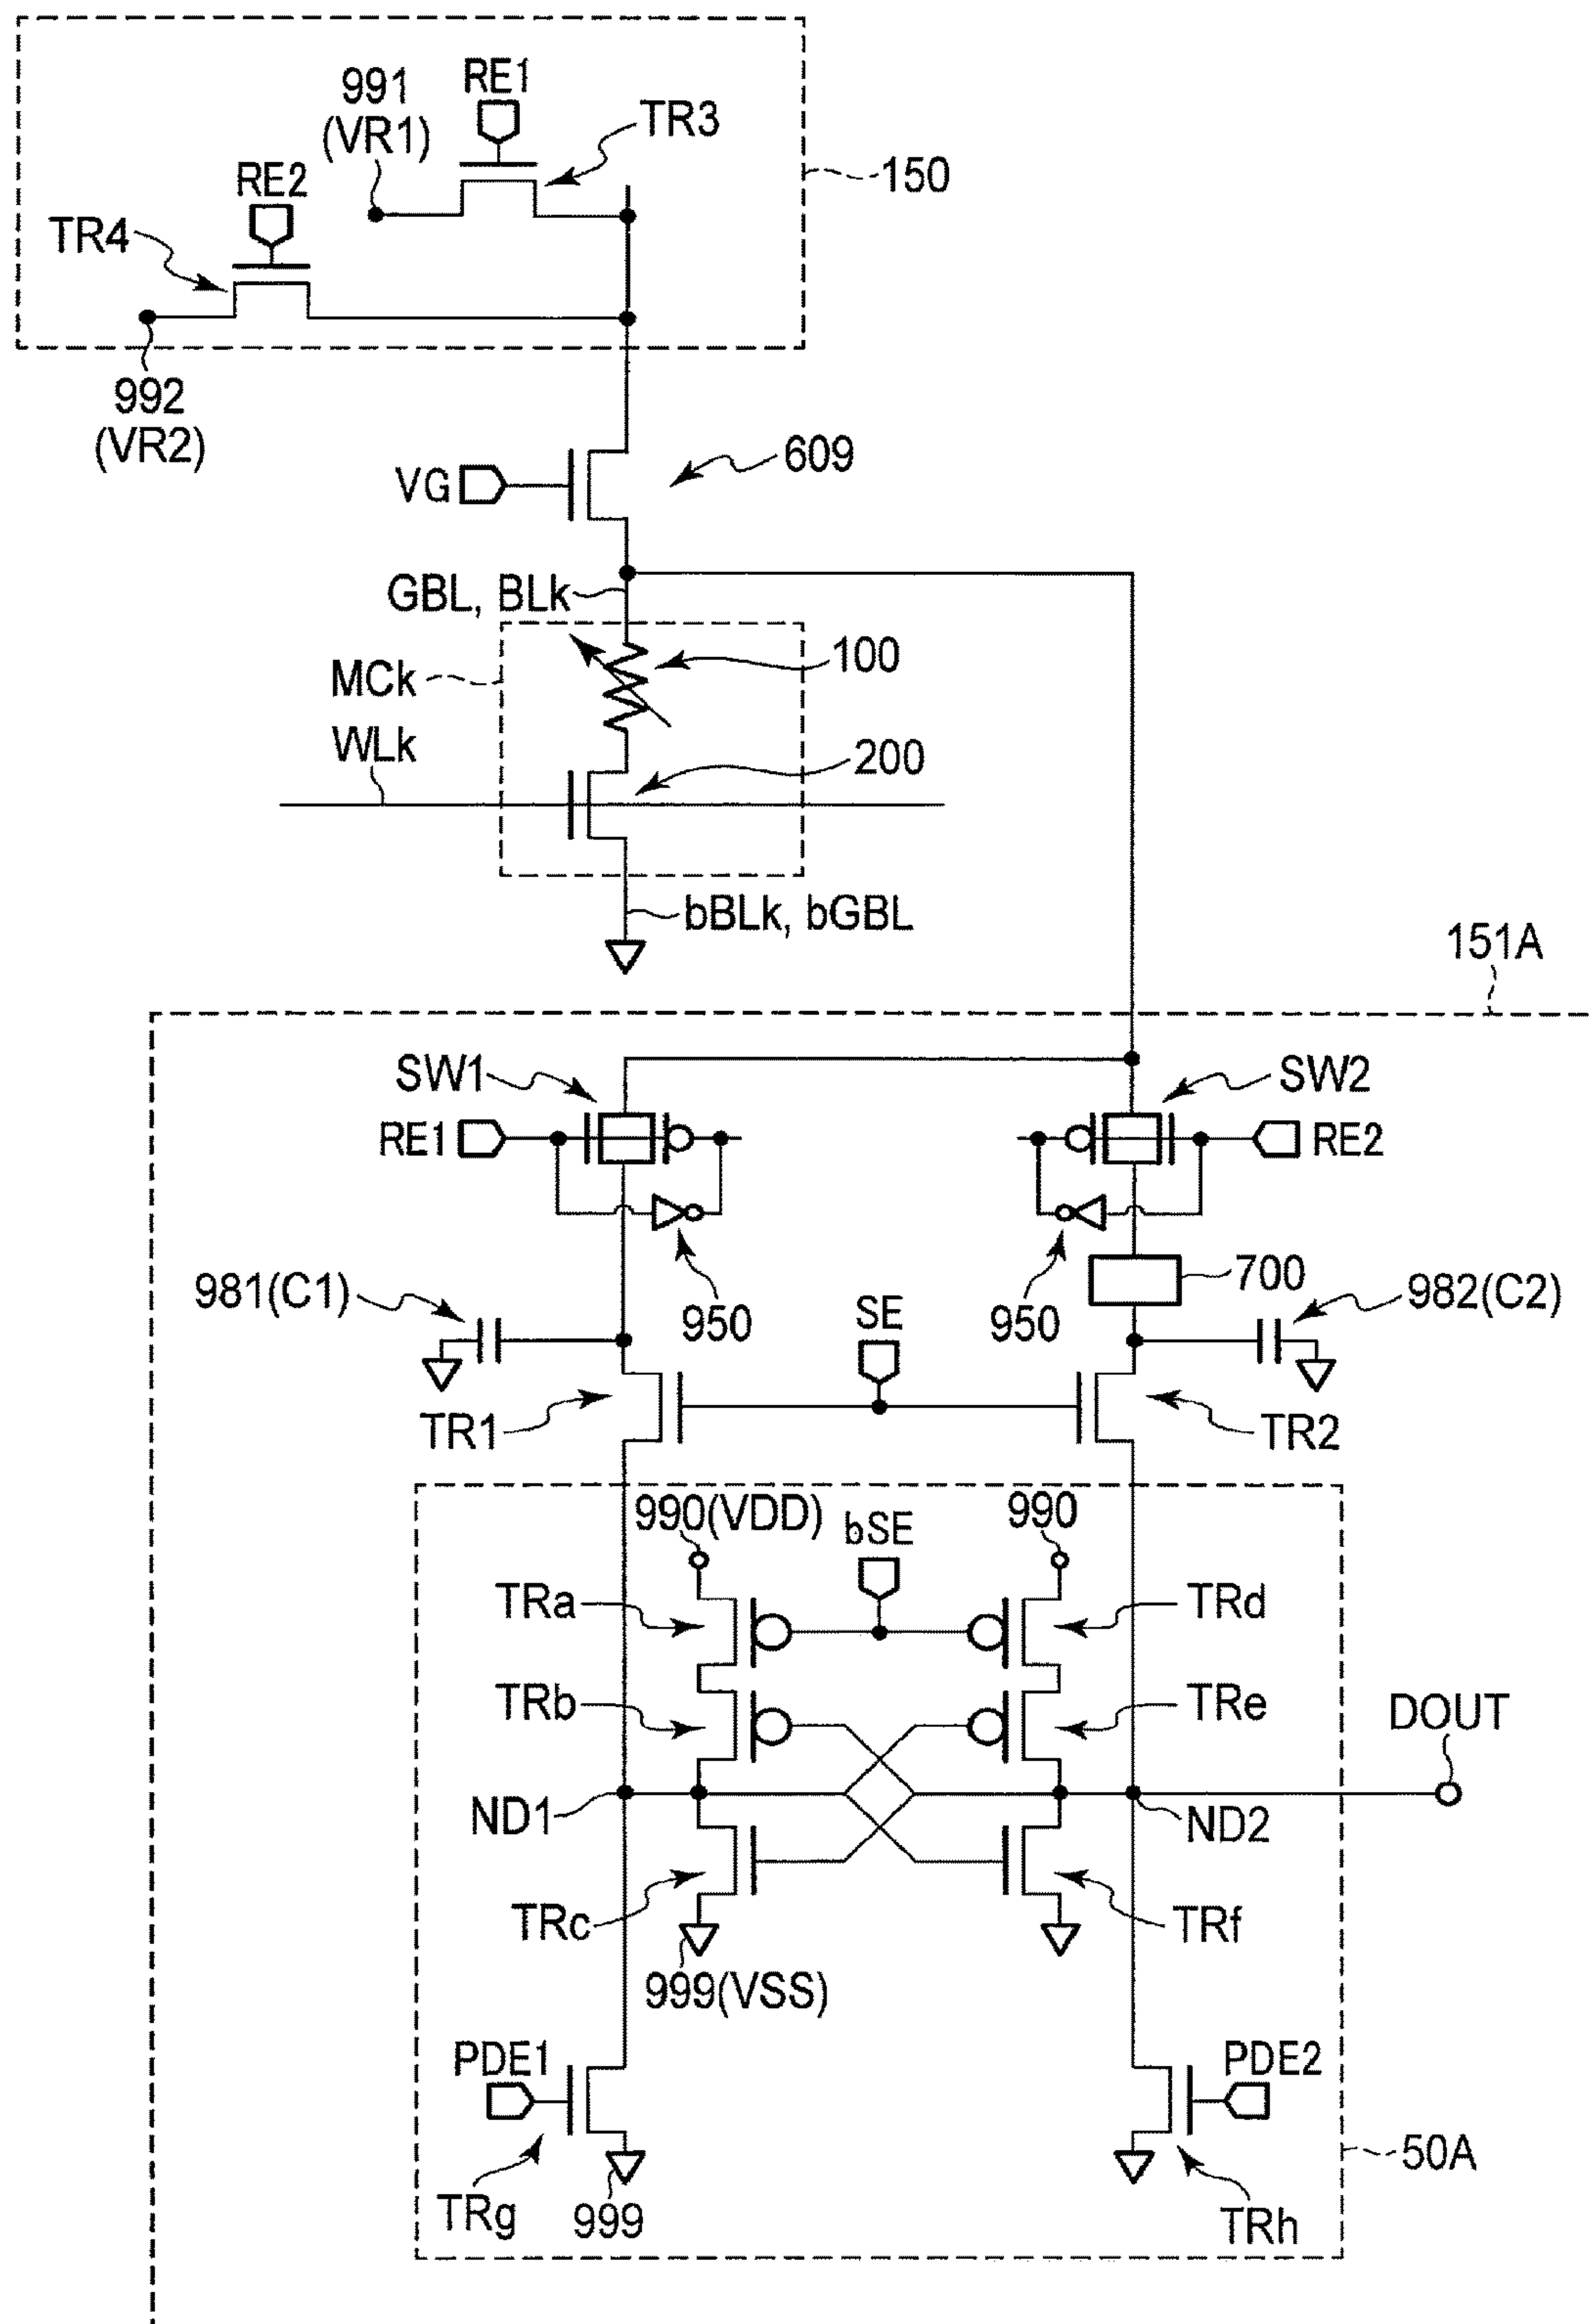 RE1
991
(VR1)
TR3
RE2
150
TR4
992
(VR2)
VG
609
GBL, BLk
100
MCk
WLk
200
bBLk, bGBL
151A
SW1
SW2
RE1
RE2
981(C1)
950
SE
950
700
982(C2)
TR1
TR2
990(VDD)
bSE
990
TRa
TRd
TRb
TRe
DOUT
ND1
ND2
TRc
TRf
999(VSS)
PDE1
PDE2
50A
TRg
999
TRh